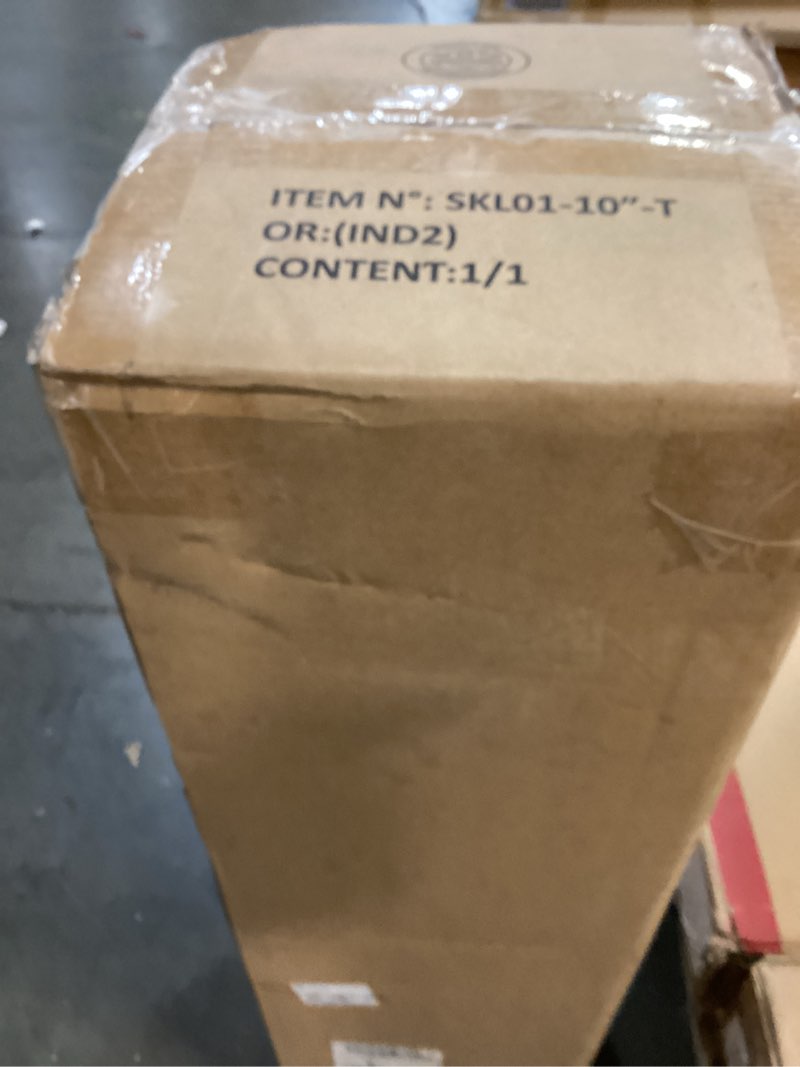 ITEM N°: SKL01-10”-T
OR:(IND2)
CONTENT:1/1